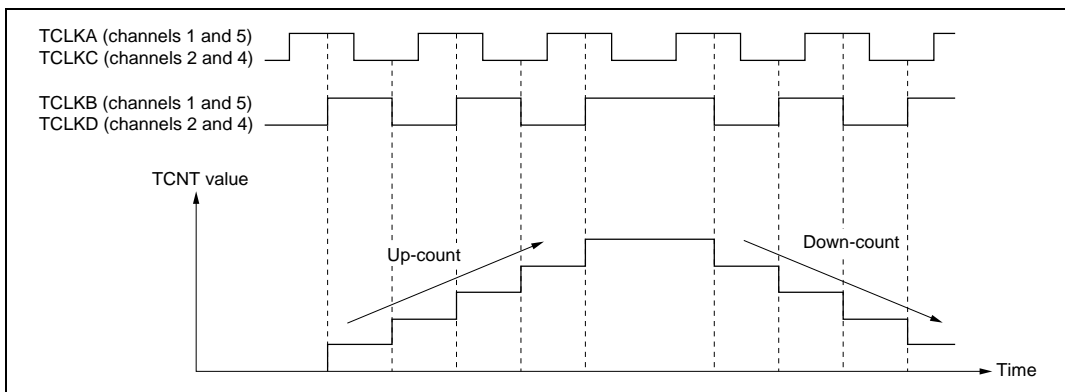 TCLKA (channels 1 and 5)
TCLKC (channels 2 and 4)
TCLKB (channels 1 and 5)
TCLKD (channels 2 and 4)
TCNT value
Up-count
Down-count
Time